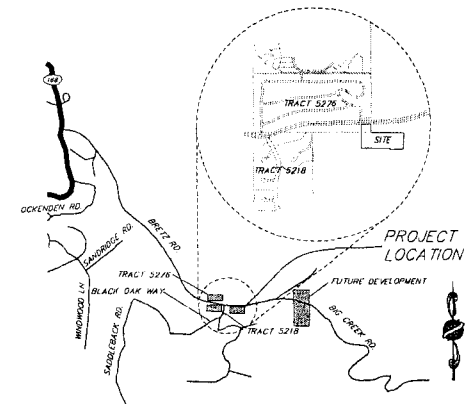 TRACT 5276
SITE
TRACT 5218
168
OCKENDEN RD.
BRETZ RD
SANDRIDGE RD.
WINDWOOD LN
PROJECT
LOCATION
TRACT 5276
BLACK OAK WAY
SADDLEBACK RD.
TRACT 5218
FUTURE DEVELOPMENT
BIG CREEK RD.